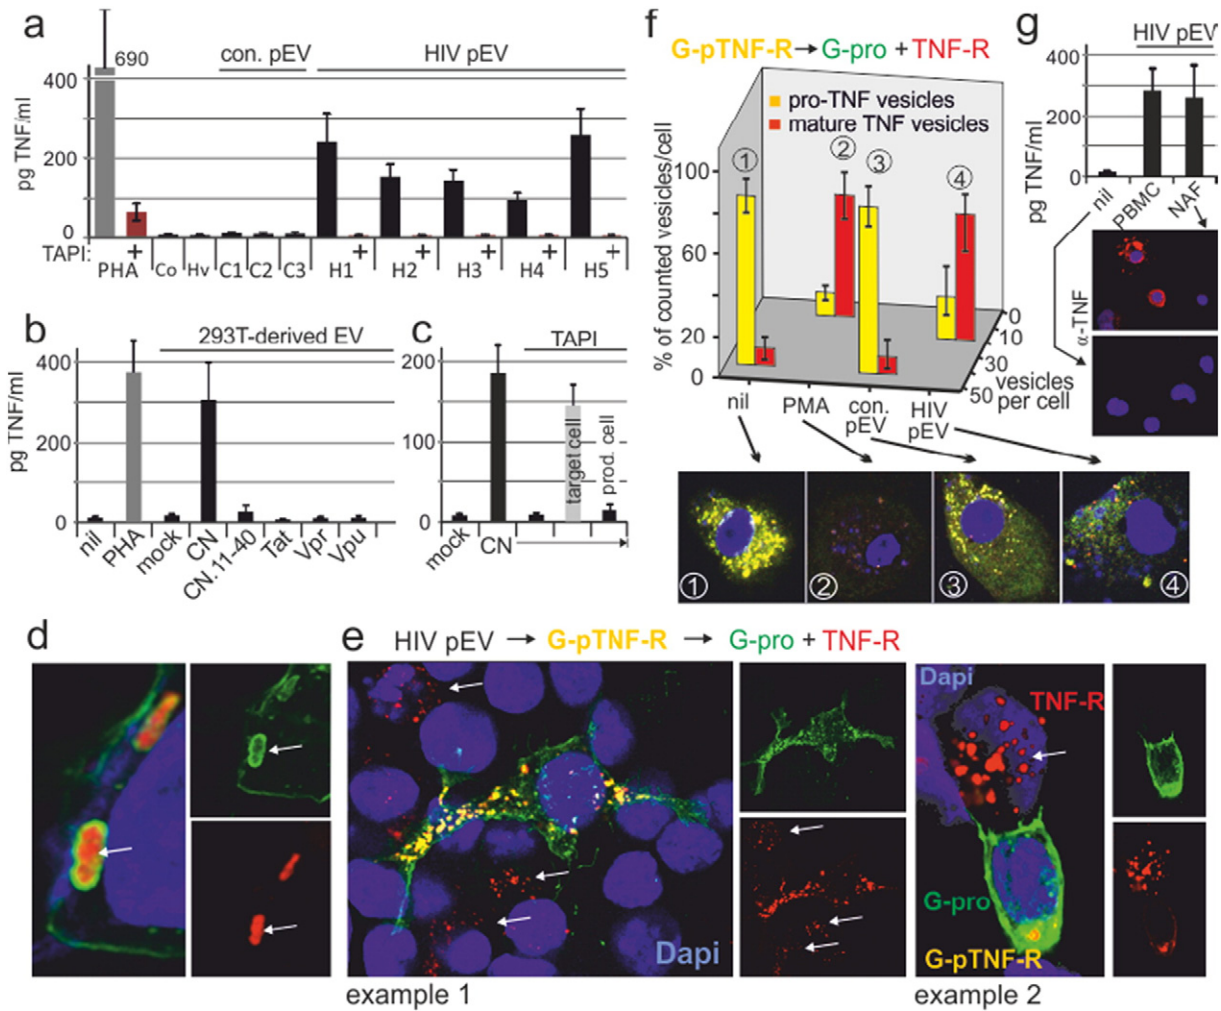 a
con. pEV HIV pEV
690
400
200
0
pg TNF/ml
TAPI: + + + + + +
PHA Co Hv C1 C2 C3 H1 H2 H3 H4 H5
b
293T-derived EV
400
200
0
pg TNF/ml
nil PHA mock CN CN. 11-40 Tat Vpr Vpu
c
TAPI
200
100
0
target cell
prod. cell
mock CN
f
G-pTNF-R → G-pro + TNF-R
pro-TNF vesicles
mature TNF vesicles
① ② ③ ④
% of counted vesicles/cell
100
60
20
0
0
10
30
50
vesicles
per cell
nil PMA con. HIV
pEV pEV
① ② ③ ④
g
HIV pEV
400
200
0
pg TNF/ml
nil PBMC NAF
α-TNF
d
e
HIV pEV → G-pTNF-R → G-pro + TNF-R
Dapi
example 1
Dapi
TNF-R
G-pro
G-pTNF-R
example 2